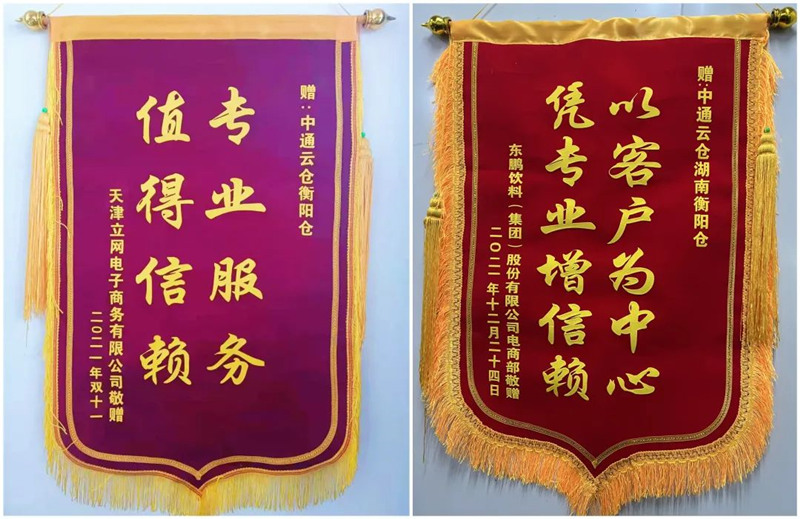 赠:中通云仓衡阳仓
专业服务
值得信赖
天津立网电子商务有限公司敬赠
二〇二一年双十一
赠:中通云仓湖南衡阳仓
以客户为中心
凭专业增信赖
东鹏饮料(集团)股份有限公司电商部敬赠
二〇二一年十二月二十四日